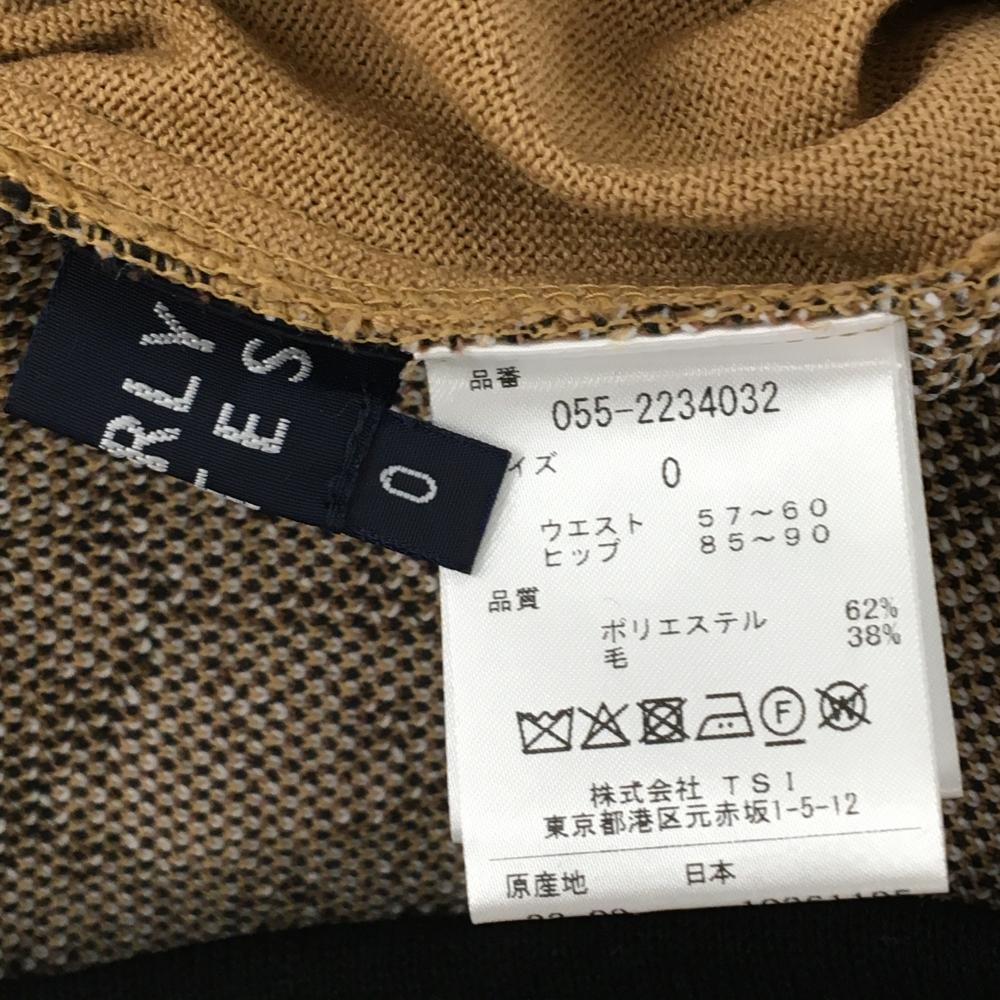 RLY
ES
0
品番
055-2234032
イズ
0
ウエスト 57～60
ヒップ 85～90
品質
ポリエステル 62%
毛 38%
F
W
株式会社 TSI
東京都港区元赤坂1-5-12
原産地 日本